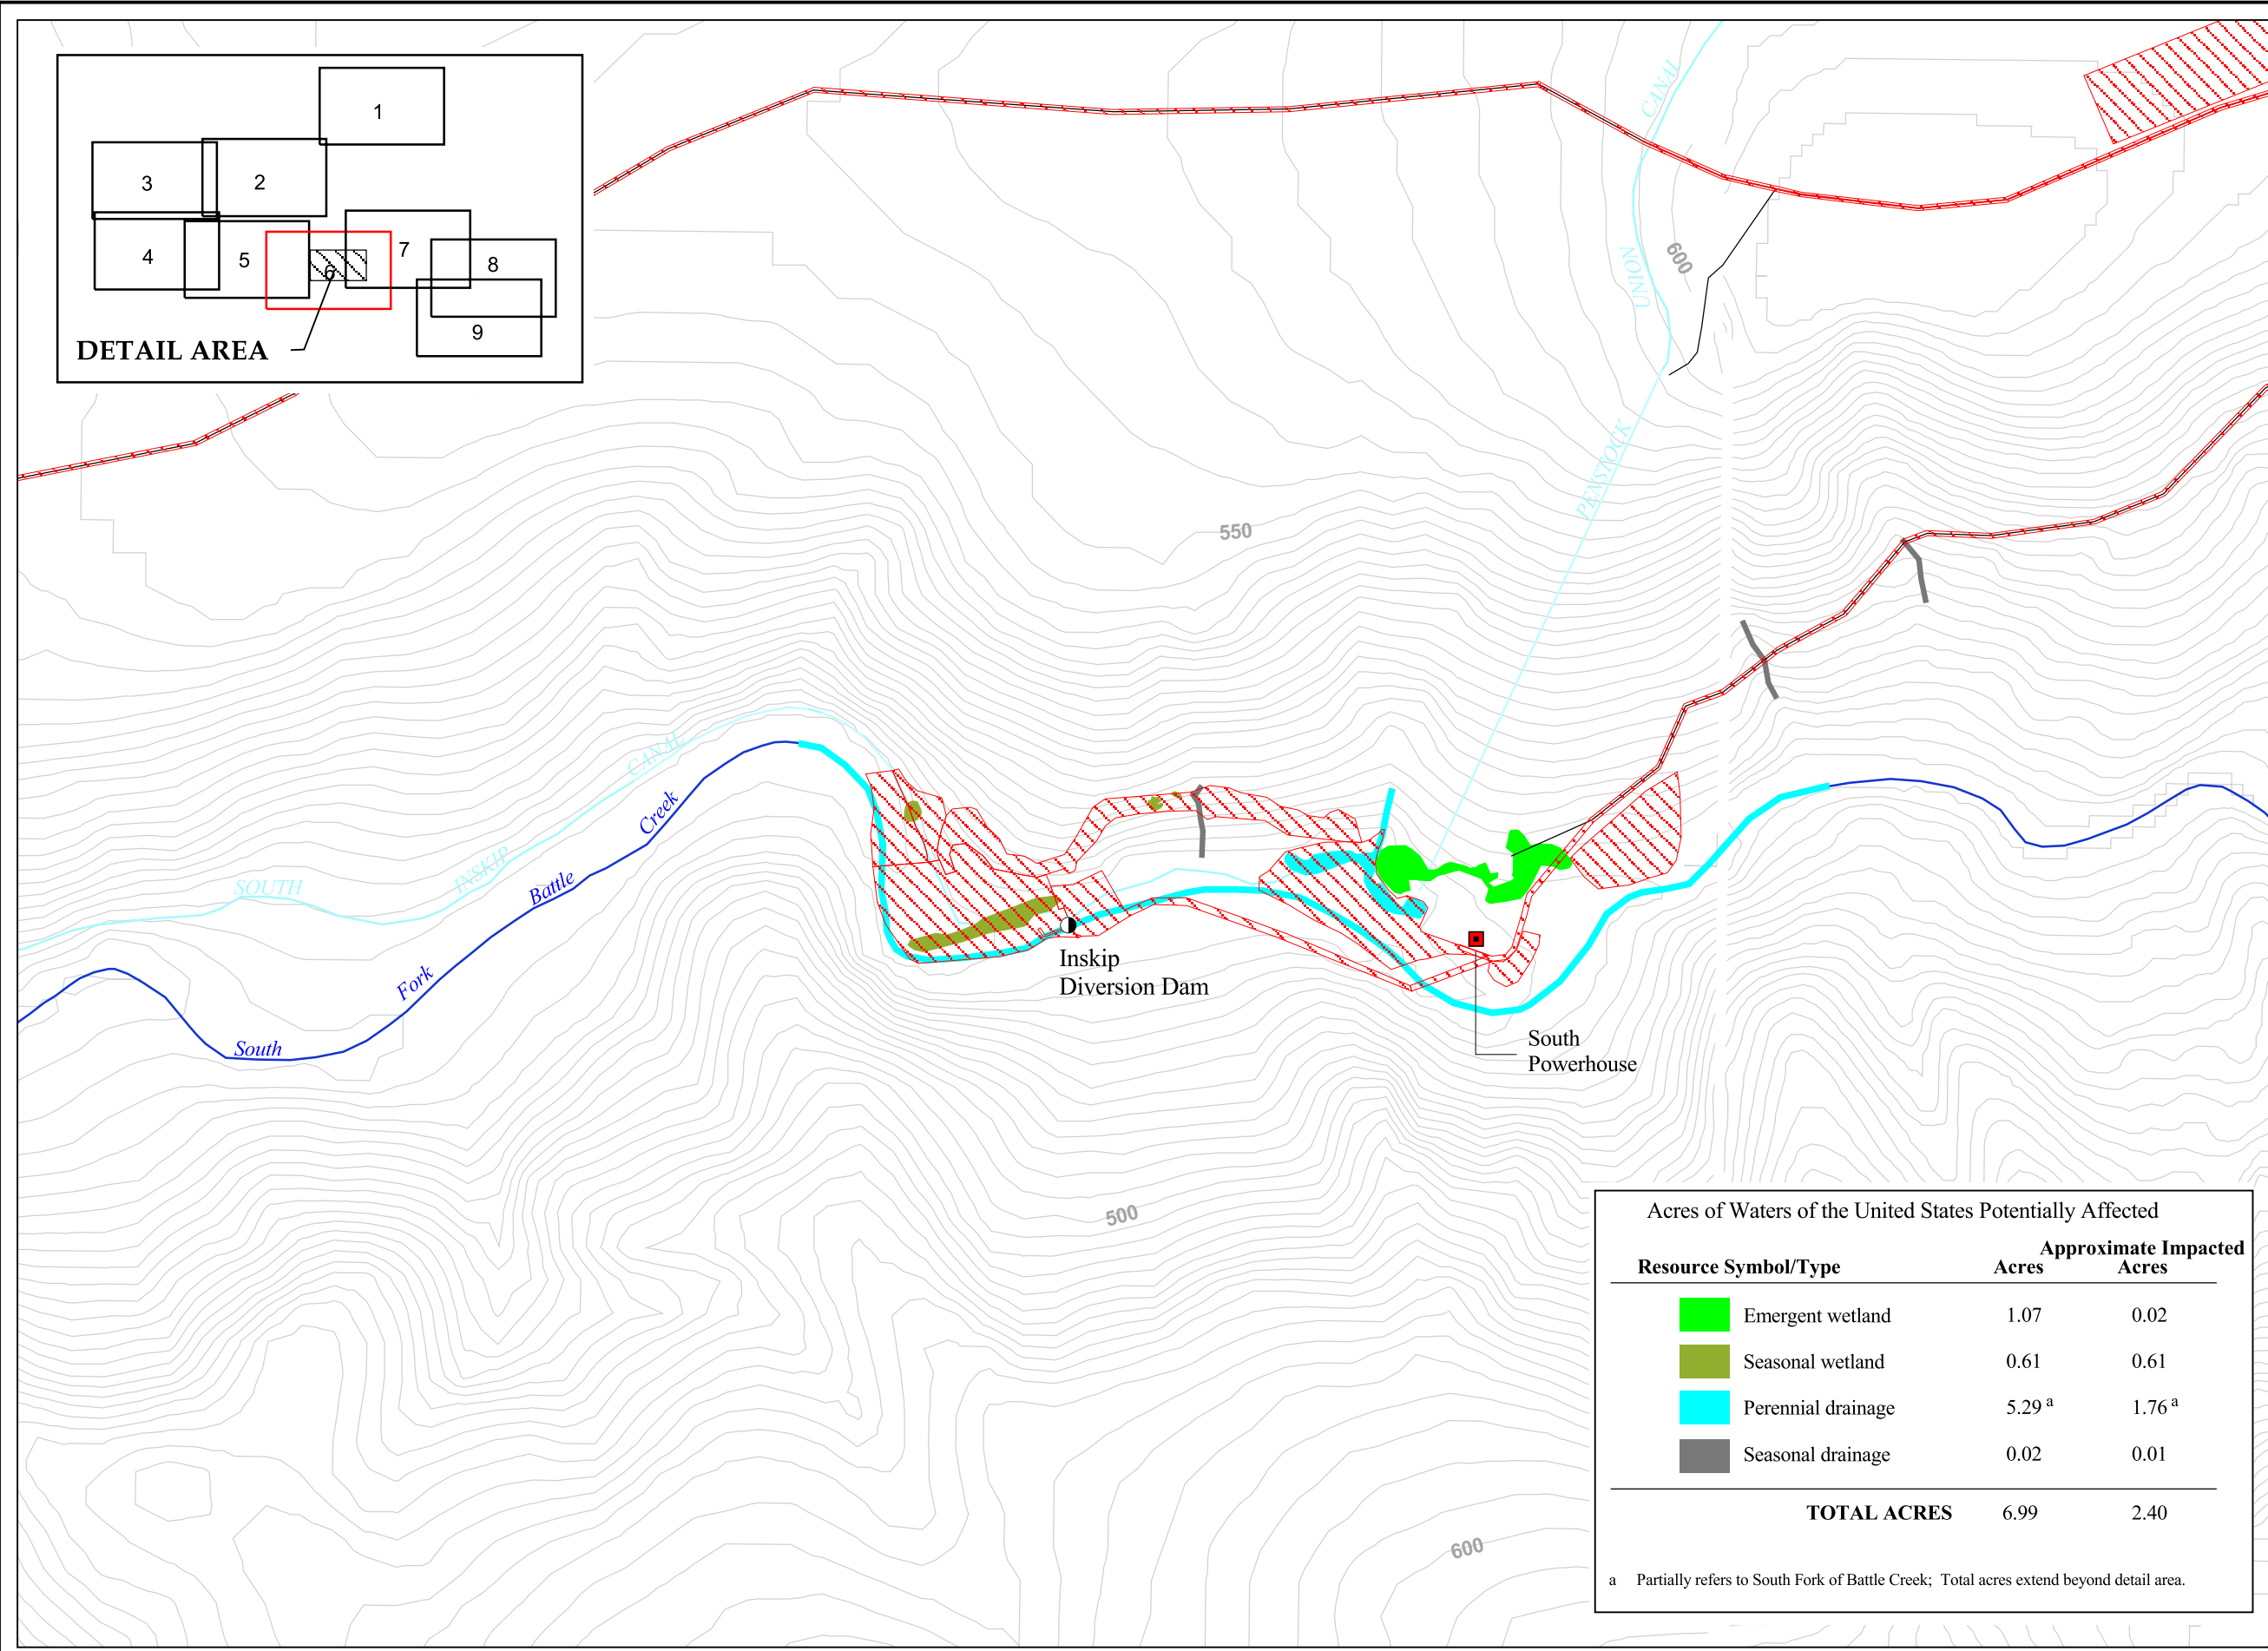 1
3
2
4
5
6
7
8
9
DETAIL AREA
UNION CANAL
600
PENSTOCK
550
SOUTH INSKIP CANAL
South Fork Battle Creek
Inskip
Diversion Dam
South
Powerhouse
500
600
Acres of Waters of the United States Potentially Affected
Approximate Impacted
Resource Symbol/Type Acres Acres
Emergent wetland 1.07 0.02
Seasonal wetland 0.61 0.61
Perennial drainage 5.29 a 1.76 a
Seasonal drainage 0.02 0.01
TOTAL ACRES 6.99 2.40
a Partially refers to South Fork of Battle Creek; Total acres extend beyond detail area.